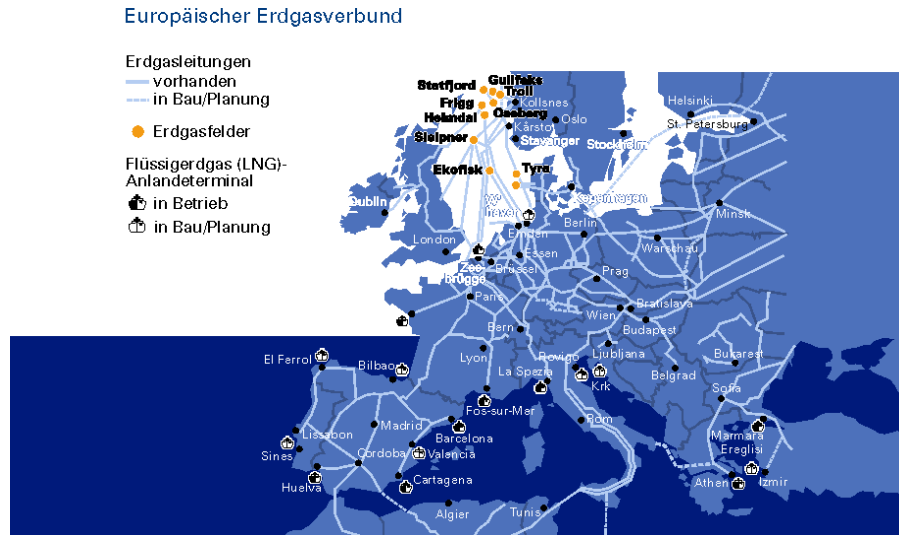 Europäischer Erdgasverbund
Erdgasleitungen
vorhanden
in Bau/Planung
Erdgasfelder
Flüssigerdgas (LNG)-
Anlandeterminal
in Betrieb
in Bau/Planung
Statfjord
Gullfaks
Troll
Frigg
Oseberg
Heimdal
Kollsnes
Oslo
Kårstø
Stavanger
Sleipner
Stockholm
Helsinki
St. Petersburg
Ekofisk
Tyra
Dublin
Kopenhagen
Minsk
London
Emden
Berlin
Warschau
Essen
Zee-
brügge
Brüssel
Prag
Paris
Wien
Bratislava
Budapest
Bern
El Ferrol
Bilbao
Lyon
La Spezia
Rovigo
Ljubljana
Krk
Belgrad
Bukarest
Sofia
Fos-sur-Mer
Rom
Lissabon
Madrid
Barcelona
Marmara
Ereglisi
Sines
Cordoba
Valencia
Huelva
Cartagena
Athen
Izmir
Algier
Tunis